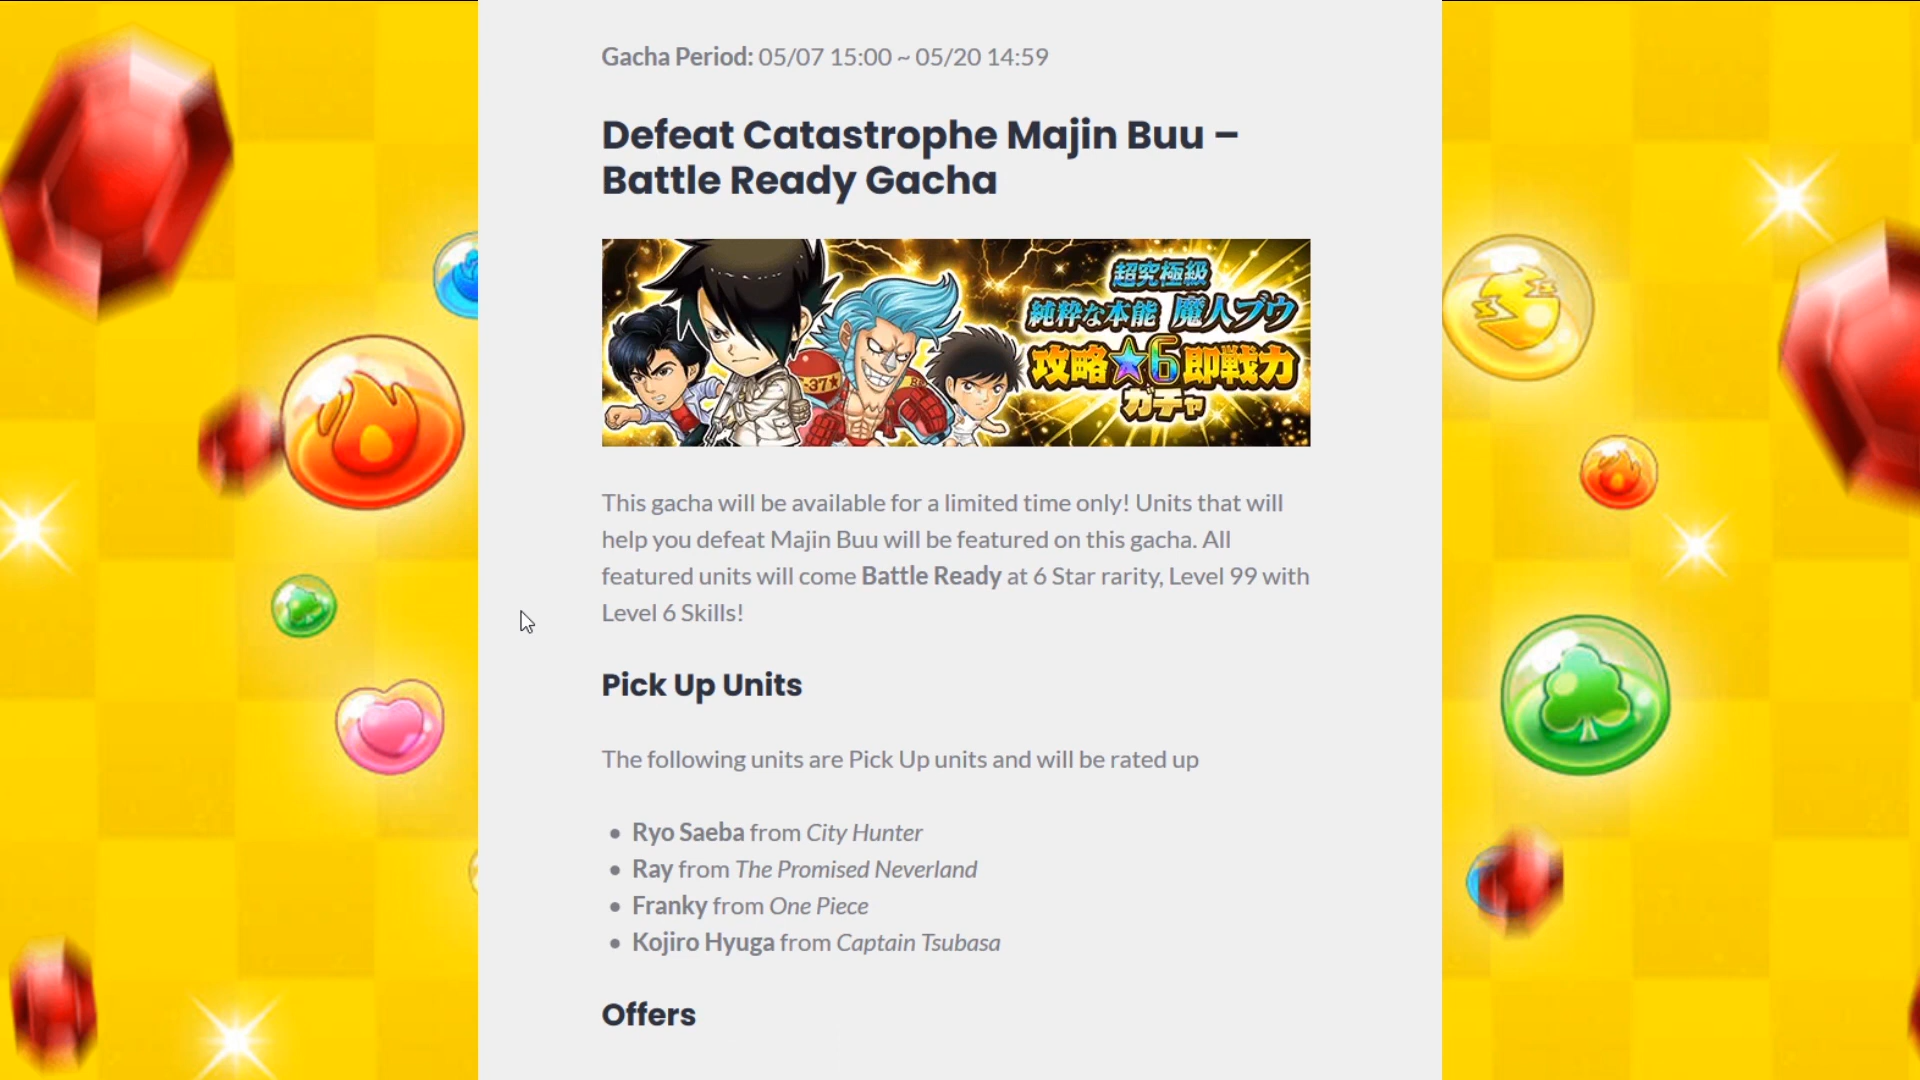 Gacha Period: 05/07 15:00 ~ 05/20 14:59
Defeat Catastrophe Majin Buu –
Battle Ready Gacha
超究極級
純粋な本能 魔人ブウ
攻略★6即戦力
ガチャ
-37★
This gacha will be available for a limited time only! Units that will
help you defeat Majin Buu will be featured on this gacha. All
featured units will come Battle Ready at 6 Star rarity, Level 99 with
Level 6 Skills!
Pick Up Units
The following units are Pick Up units and will be rated up
• Ryo Saeba from City Hunter
• Ray from The Promised Neverland
• Franky from One Piece
• Kojiro Hyuga from Captain Tsubasa
Offers